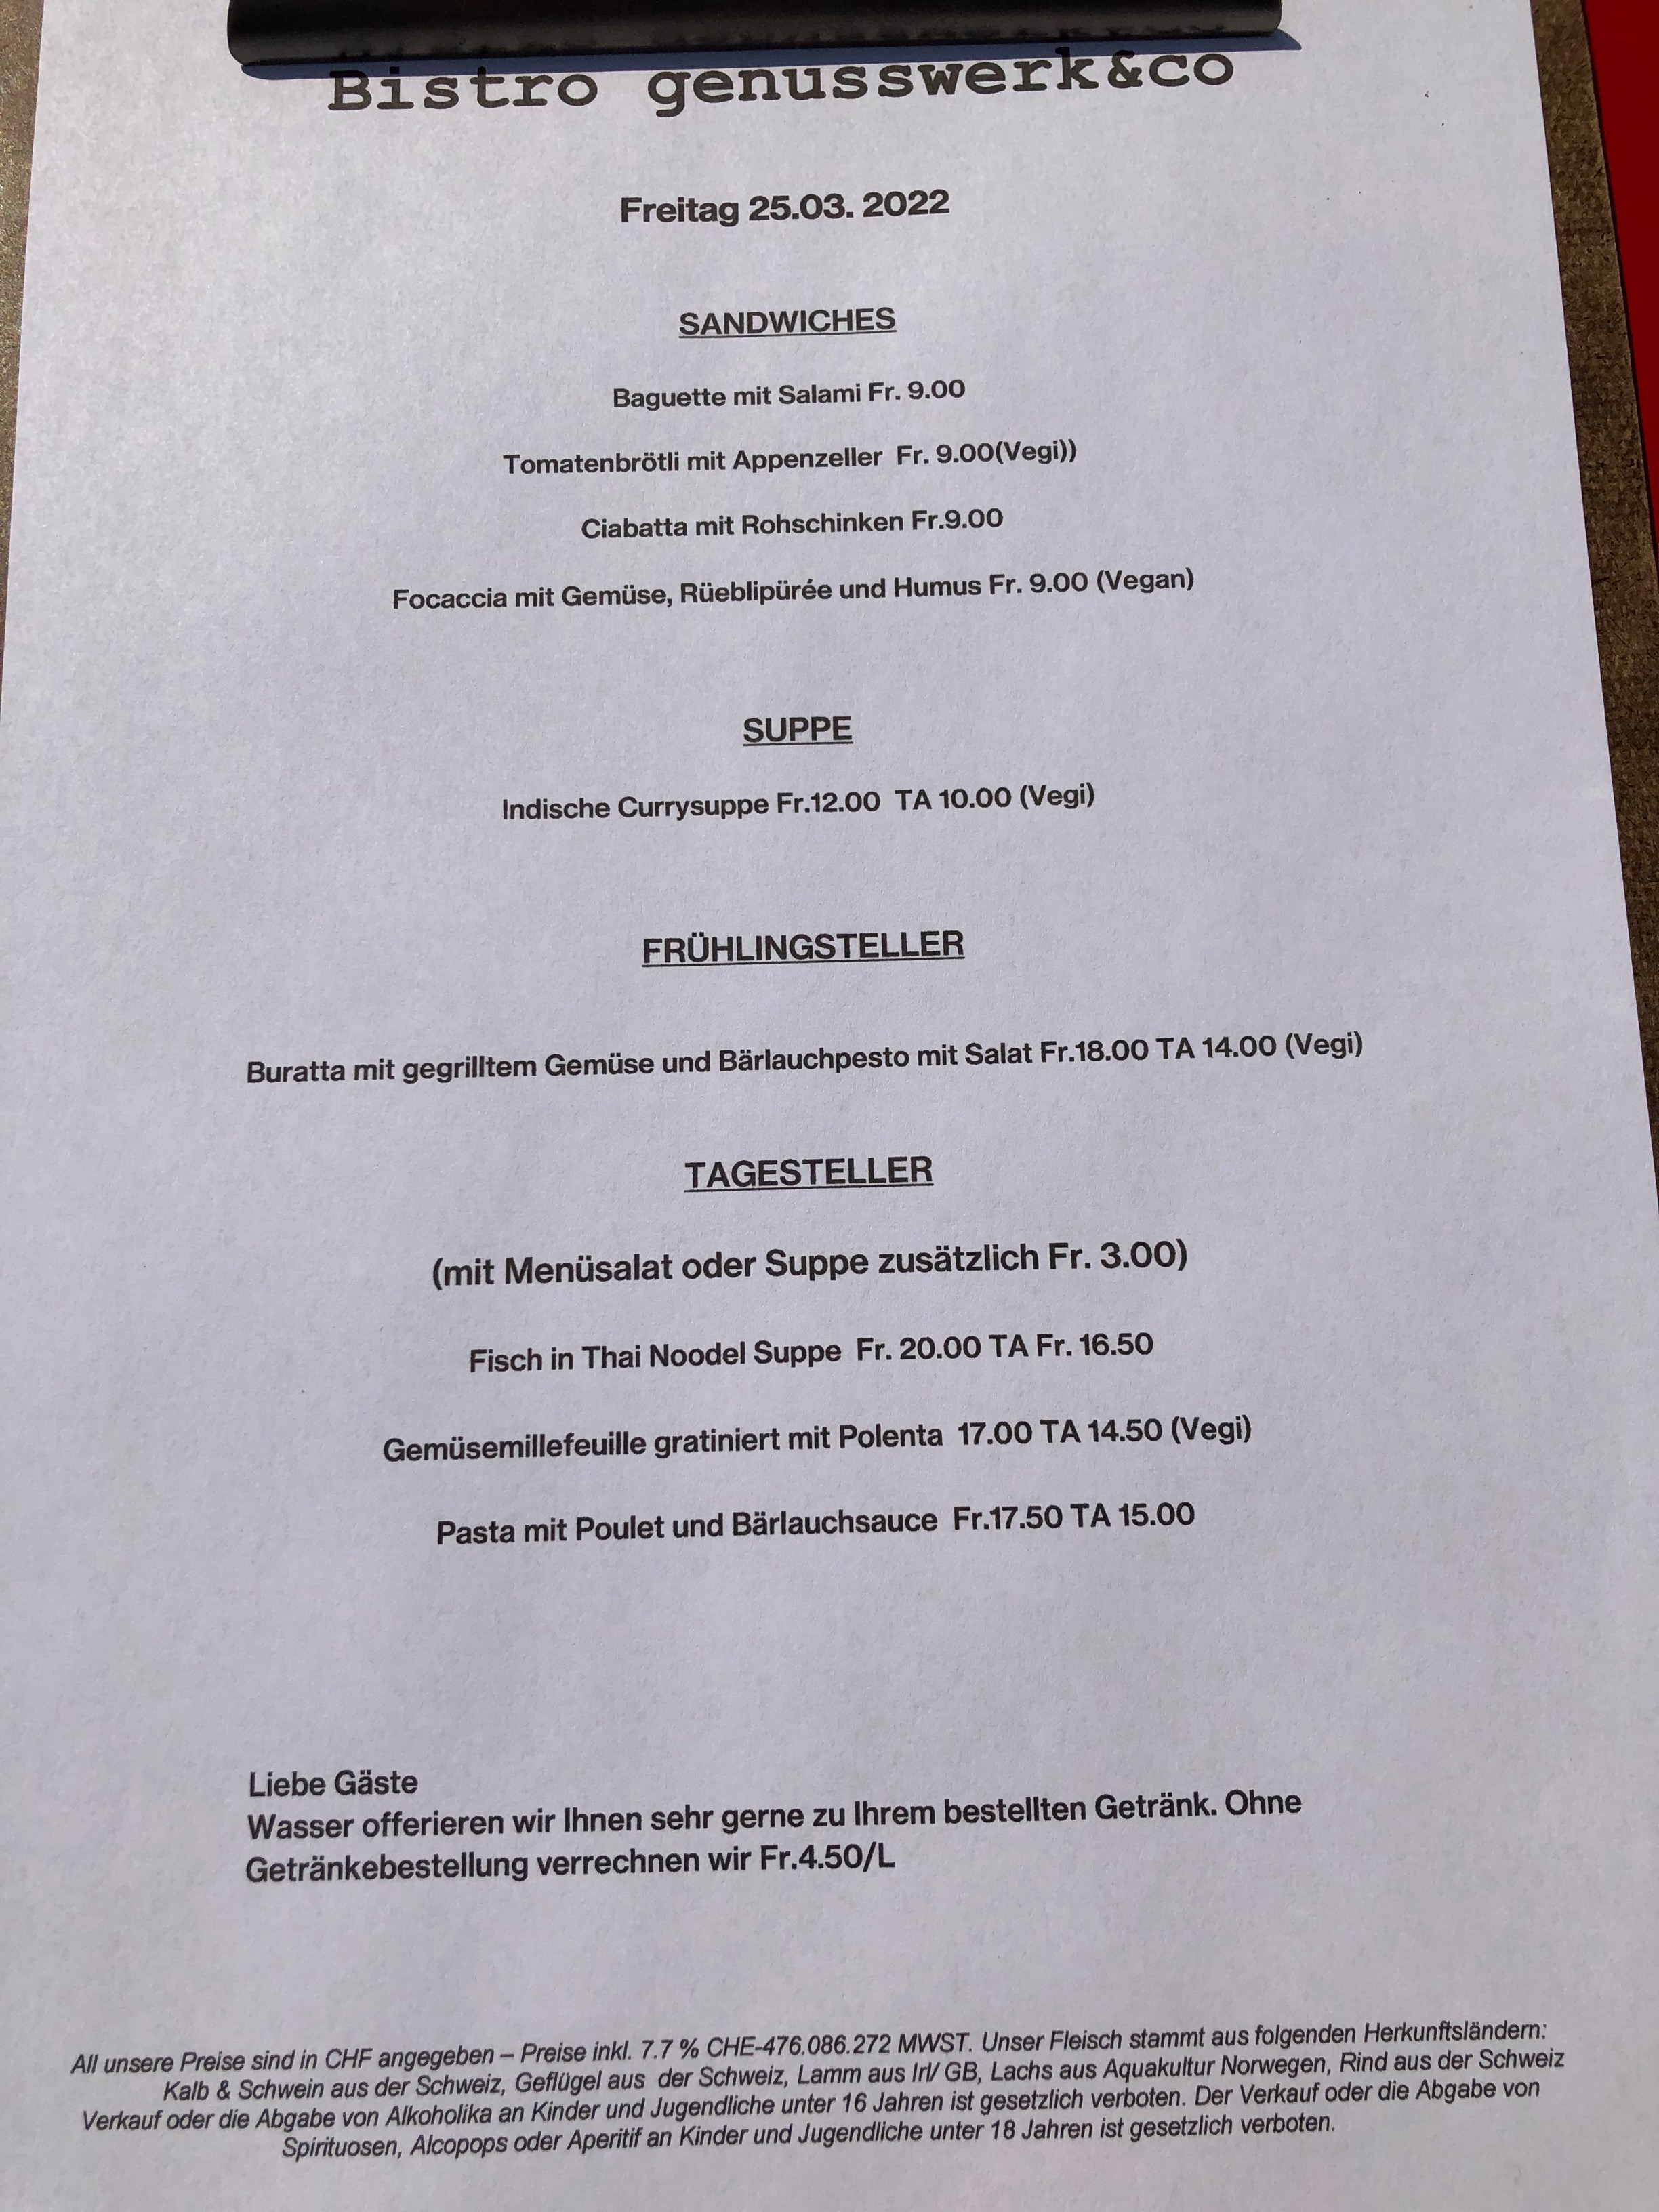 Bistro genusswerk&co
Freitag 25.03. 2022
SANDWICHES
Baguette mit Salami Fr. 9.00
Tomatenbrötli mit Appenzeller Fr. 9.00(Vegi))
Ciabatta mit Rohschinken Fr.9.00
Focaccia mit Gemüse, Rüeblipürée und Humus Fr. 9.00 (Vegan)
SUPPE
Indische Currysuppe Fr.12.00 TA 10.00 (Vegi)
FRÜHLINGSTELLER
Buratta mit gegrilltem Gemüse und Bärlauchpesto mit Salat Fr.18.00 TA 14.00 (Vegi)
TAGESTELLER
(mit Menüsalat oder Suppe zusätzlich Fr. 3.00)
Fisch in Thai Noodel Suppe Fr. 20.00 TA Fr. 16.50
Gemüsemillefeuille gratiniert mit Polenta 17.00 TA 14.50 (Vegi)
Pasta mit Poulet und Bärlauchsauce Fr.17.50 TA 15.00
Liebe Gäste
Wasser offerieren wir Ihnen sehr gerne zu Ihrem bestellten Getränk. Ohne
Getränkebestellung verrechnen wir Fr.4.50/L
All unsere Preise sind in CHF angegeben – Preise inkl. 7.7 % CHE-476.086.272 MWST. Unser Fleisch stammt aus folgenden Herkunftsländern:
Kalb & Schwein aus der Schweiz, Geflügel aus der Schweiz, Lamm aus Irl/ GB, Lachs aus Aquakultur Norwegen, Rind aus der Schweiz
Verkauf oder die Abgabe von Alkoholika an Kinder und Jugendliche unter 16 Jahren ist gesetzlich verboten. Der Verkauf oder die Abgabe von
Spirituosen, Alcopops oder Aperitif an Kinder und Jugendliche unter 18 Jahren ist gesetzlich verboten.